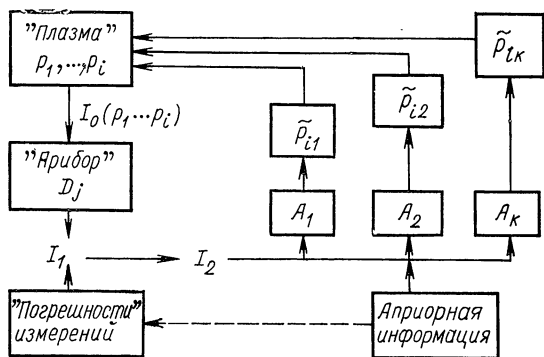 "Плазма"
p₁,...,pᵢ
I₀(p₁...pᵢ)
"Арибор"
Dⱼ
I₁
I₂
"Погрешности"
измерений
p̃ᵢ₁
A₁
p̃ᵢ₂
A₂
p̃ᵢₖ
Aₖ
Априорная
информация